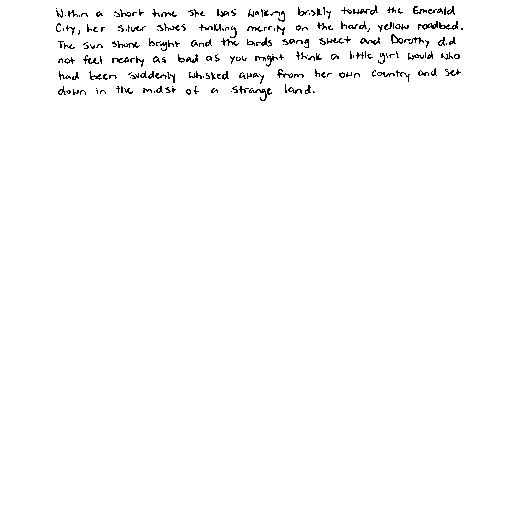 Within a short time she was walking briskly toward the Emerald
City, her silver shoes tinkling merrily on the hard, yellow roadbed.
The sun shone bright and the birds sang sweet and Dorothy did
not feel nearly as bad as you might think a little girl would who
had been suddenly whisked away from her own country and set
down in the midst of a strange land.